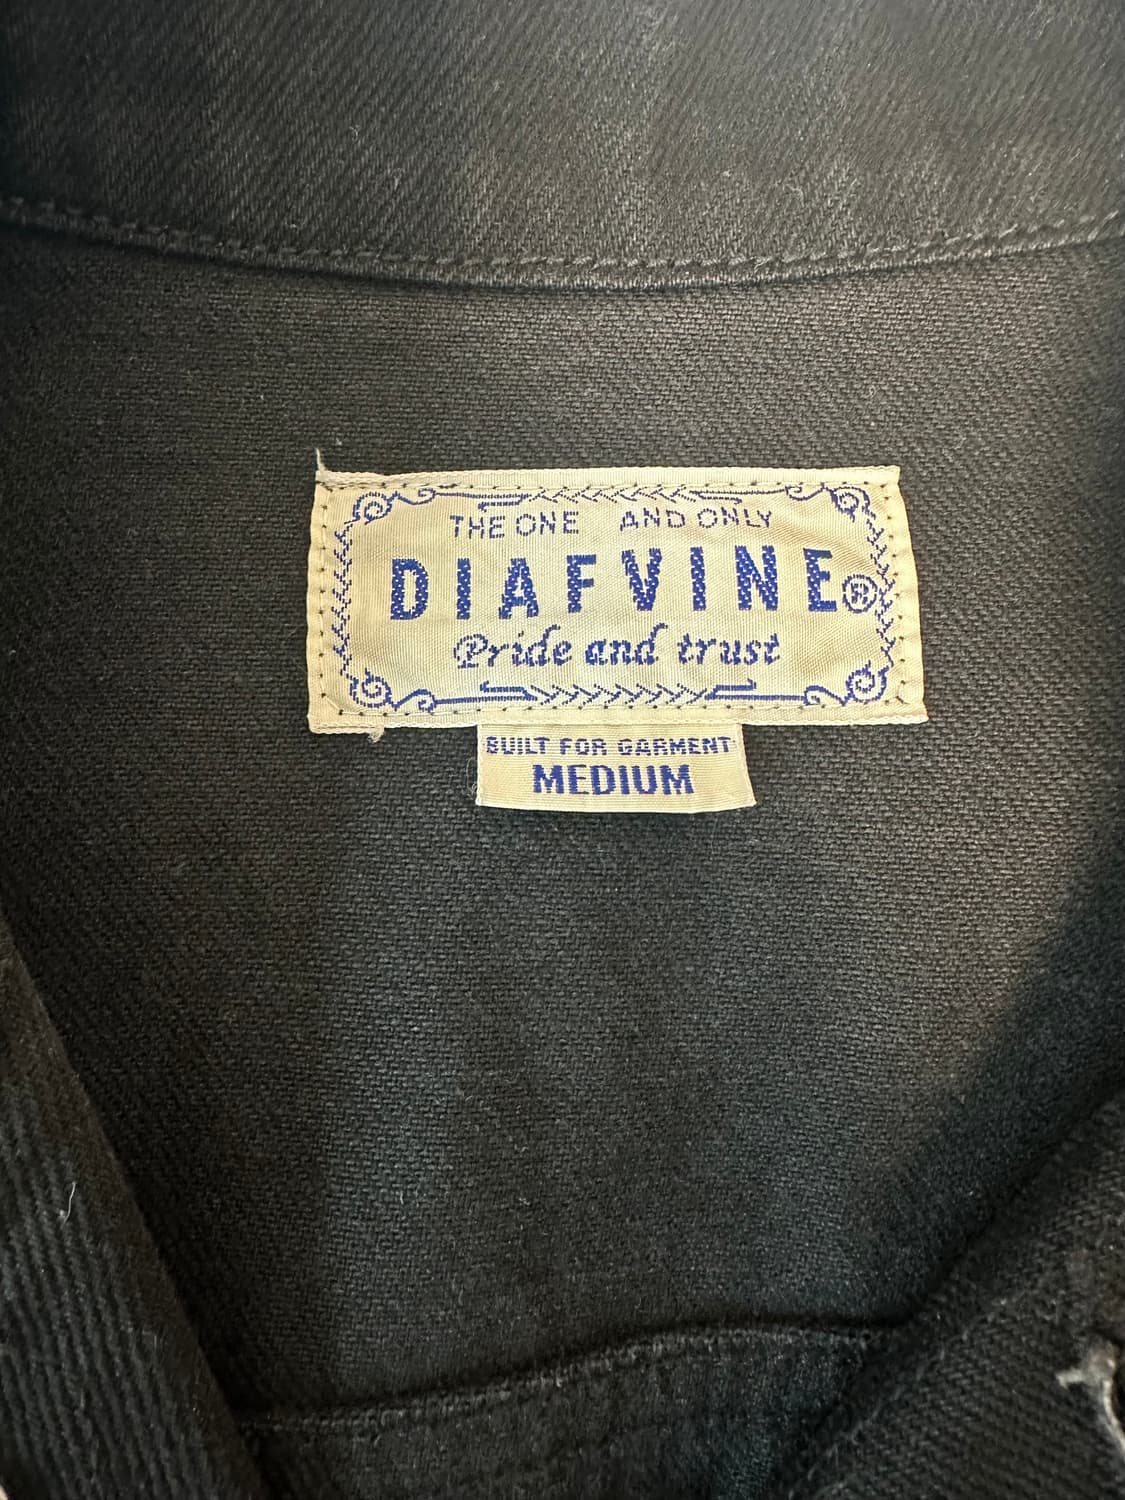 THE ONE AND ONLY
DIAFVINE®
Pride and trust
BUILT FOR GARMENT
MEDIUM